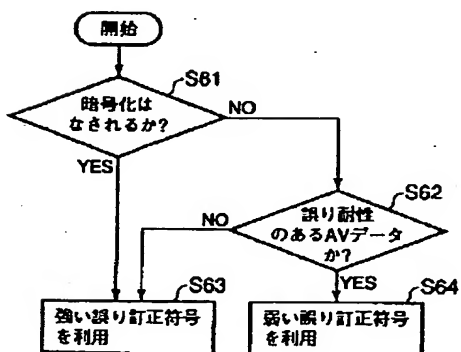 開始
S61
暗号化は
なされるか?
NO
YES
S62
誤り耐性
のあるAVデータ
か?
NO
YES
S63
強い誤り訂正符号
を利用
S64
弱い誤り訂正符号
を利用